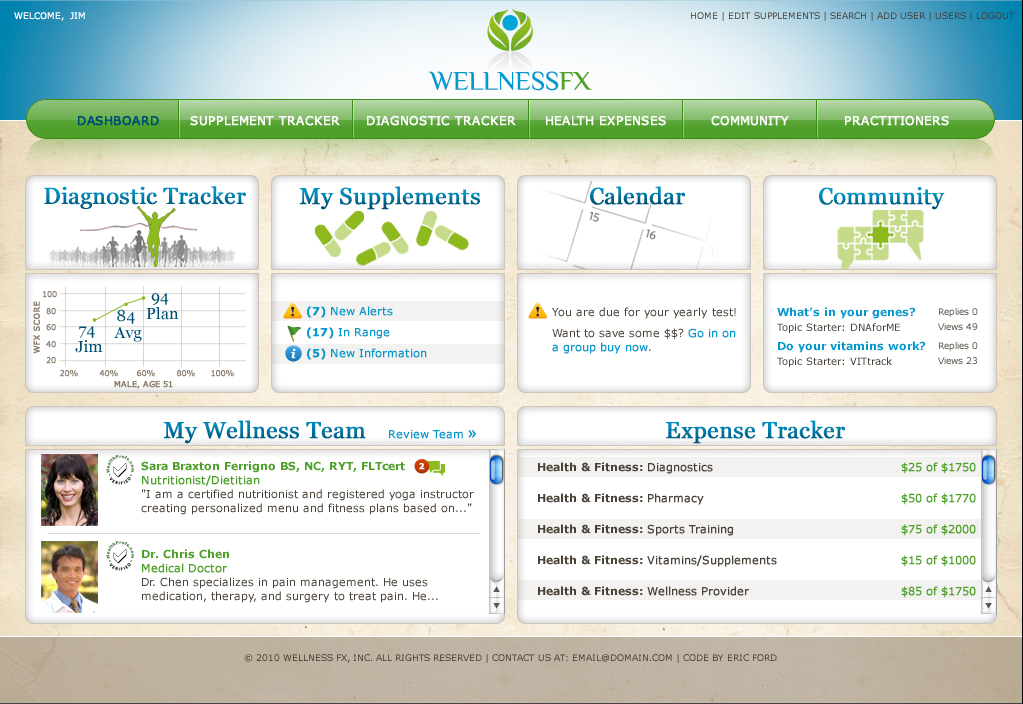 WELCOME, JIM
HOME | EDIT SUPPLEMENTS | SEARCH | ADD USER | USERS | LOGOUT
WELLNESSFX
DASHBOARD
SUPPLEMENT TRACKER
DIAGNOSTIC TRACKER
HEALTH EXPENSES
COMMUNITY
PRACTITIONERS
Diagnostic Tracker
WFX SCORE
100
80
60
40
20
74
Jim
84
Avg
94
Plan
20% 40% 60% 80% 100%
MALE, AGE 51
My Supplements
(7) New Alerts
(17) In Range
(5) New Information
Calendar
15
16
You are due for your yearly test!
Want to save some $$? Go in on
a group buy now.
Community
What's in your genes? Replies 0
Topic Starter: DNAforME Views 49
Do your vitamins work? Replies 0
Topic Starter: VITtrack Views 23
My Wellness Team
Review Team »
HealthProfs.com
VERIFIED
Sara Braxton Ferrigno BS, NC, RYT, FLTcert 2
Nutritionist/Dietitian
"I am a certified nutritionist and registered yoga instructor
creating personalized menu and fitness plans based on..."
HealthProfs.com
VERIFIED
Dr. Chris Chen
Medical Doctor
Dr. Chen specializes in pain management. He uses
medication, therapy, and surgery to treat pain. He...
Expense Tracker
Health & Fitness: Diagnostics $25 of $1750
Health & Fitness: Pharmacy $50 of $1770
Health & Fitness: Sports Training $75 of $2000
Health & Fitness: Vitamins/Supplements $15 of $1000
Health & Fitness: Wellness Provider $85 of $1750
© 2010 WELLNESS FX, INC. ALL RIGHTS RESERVED | CONTACT US AT: EMAIL@DOMAIN.COM | CODE BY ERIC FORD